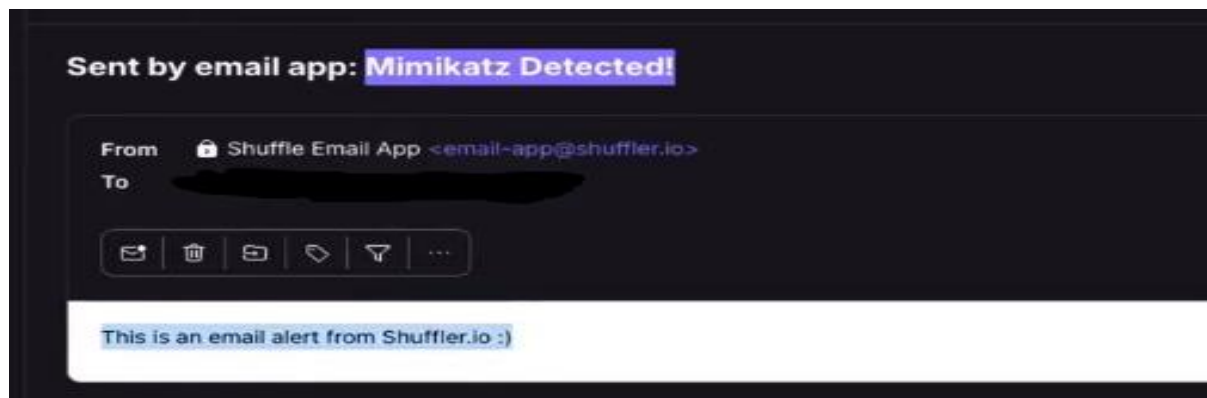 Sent by email app: Mimikatz Detected!
From Shuffle Email App <email-app@shuffler.io>
To
This is an email alert from Shuffler.io :)